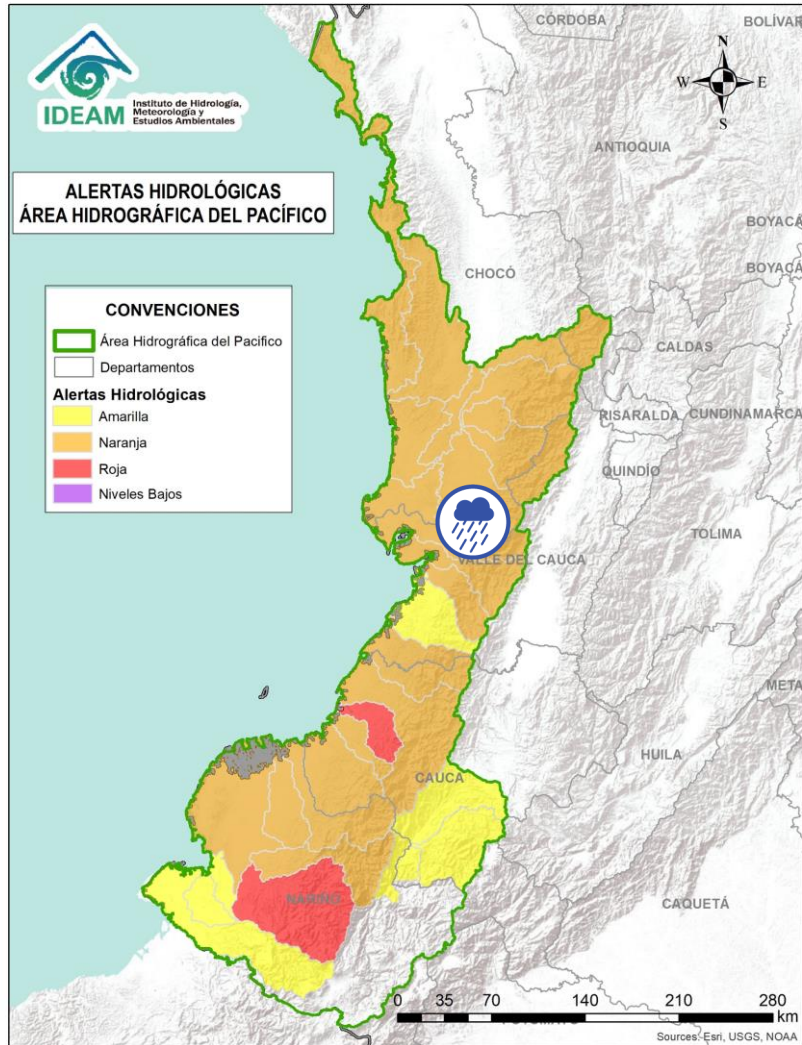 IDEAM
Instituto de Hidrología,
Meteorología y
Estudios Ambientales
ALERTAS HIDROLÓGICAS
ÁREA HIDROGRÁFICA DEL PACÍFICO
CONVENCIONES
Área Hidrográfica del Pacifico
Departamentos
Alertas Hidrológicas
Amarilla
Naranja
Roja
Niveles Bajos
N
W
E
S
CÓRDOBA
BOLÍVAR
ANTIOQUIA
BOYACÁ
BOYACÁ
CHOCÓ
CALDAS
RISARALDA
CUNDINAMARCA
QUINDÍO
TOLIMA
VALLE DEL CAUCA
META
HUILA
CAUCA
NARIÑO
CAQUETÁ
0 35 70 140 210 280
km
Sources: Esri, USGS, NOAA